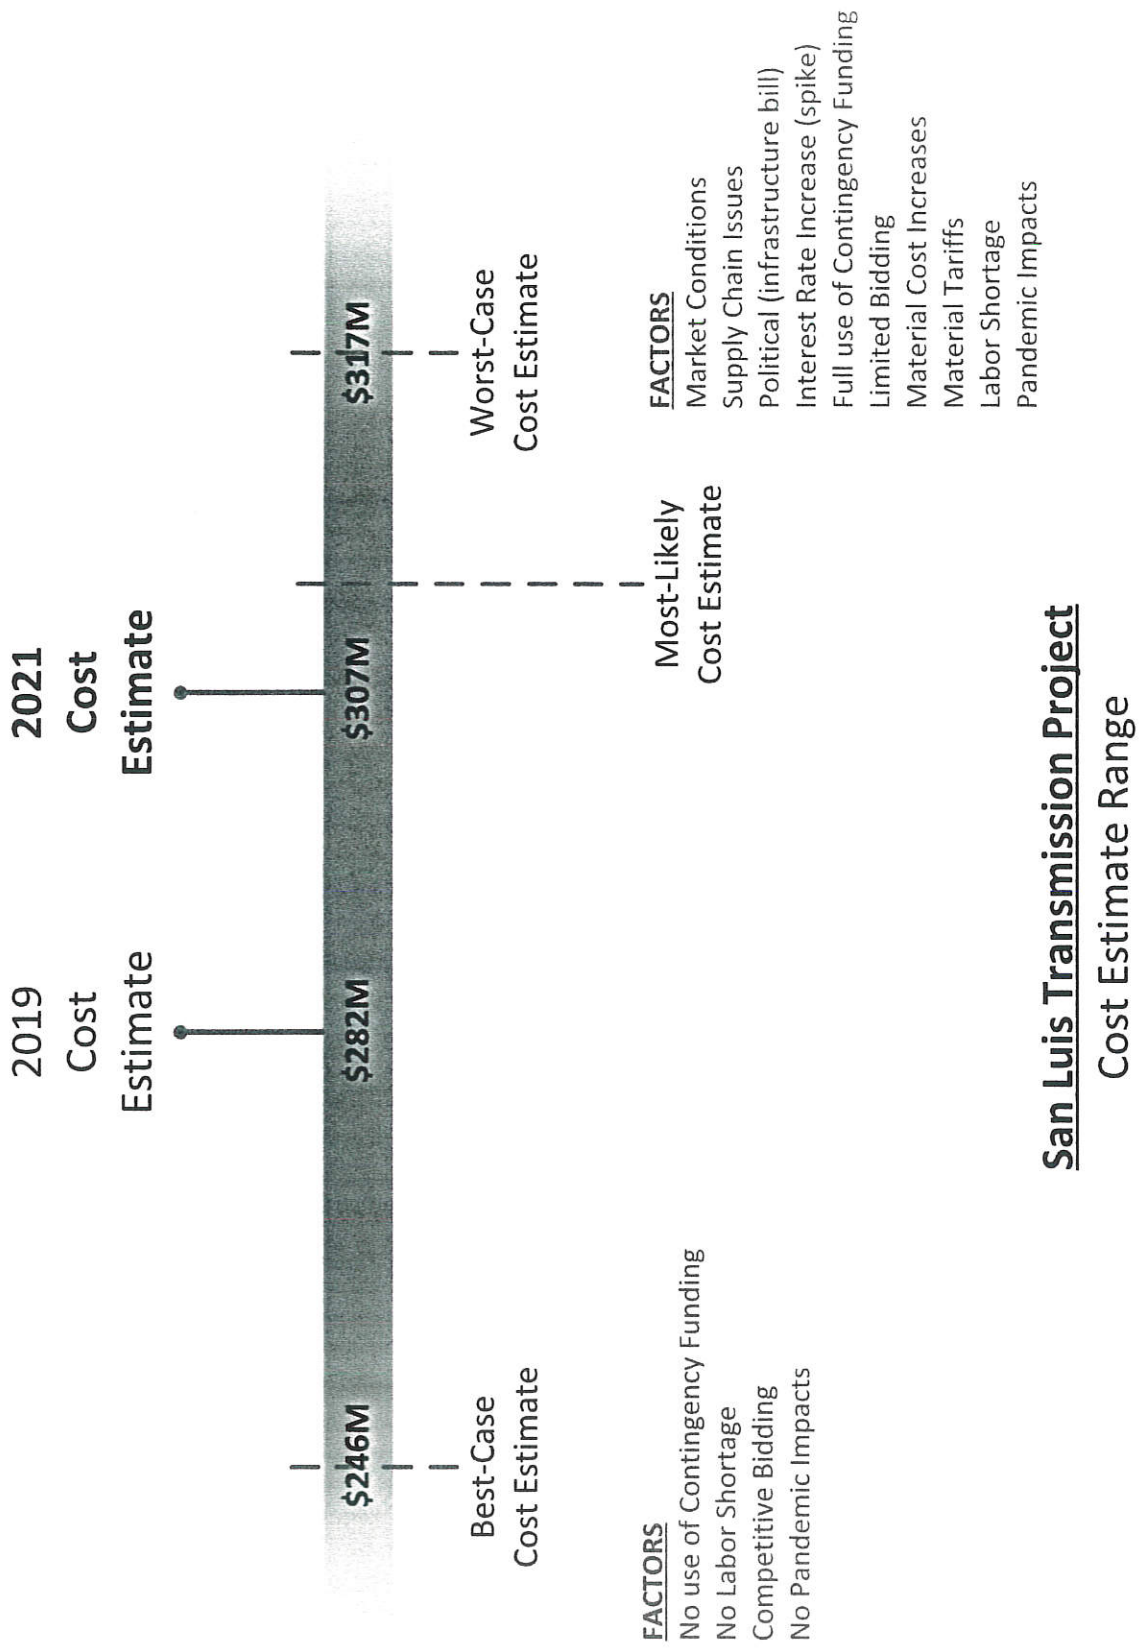 2019
Cost
Estimate
2021
Cost
Estimate
$246M
$282M
$307M
$317M
Best-Case
Cost Estimate
Worst-Case
Cost Estimate
Most-Likely
Cost Estimate
FACTORS
No use of Contingency Funding
No Labor Shortage
Competitive Bidding
No Pandemic Impacts
FACTORS
Market Conditions
Supply Chain Issues
Political (infrastructure bill)
Interest Rate Increase (spike)
Full use of Contingency Funding
Limited Bidding
Material Cost Increases
Material Tariffs
Labor Shortage
Pandemic Impacts
San Luis Transmission Project
Cost Estimate Range